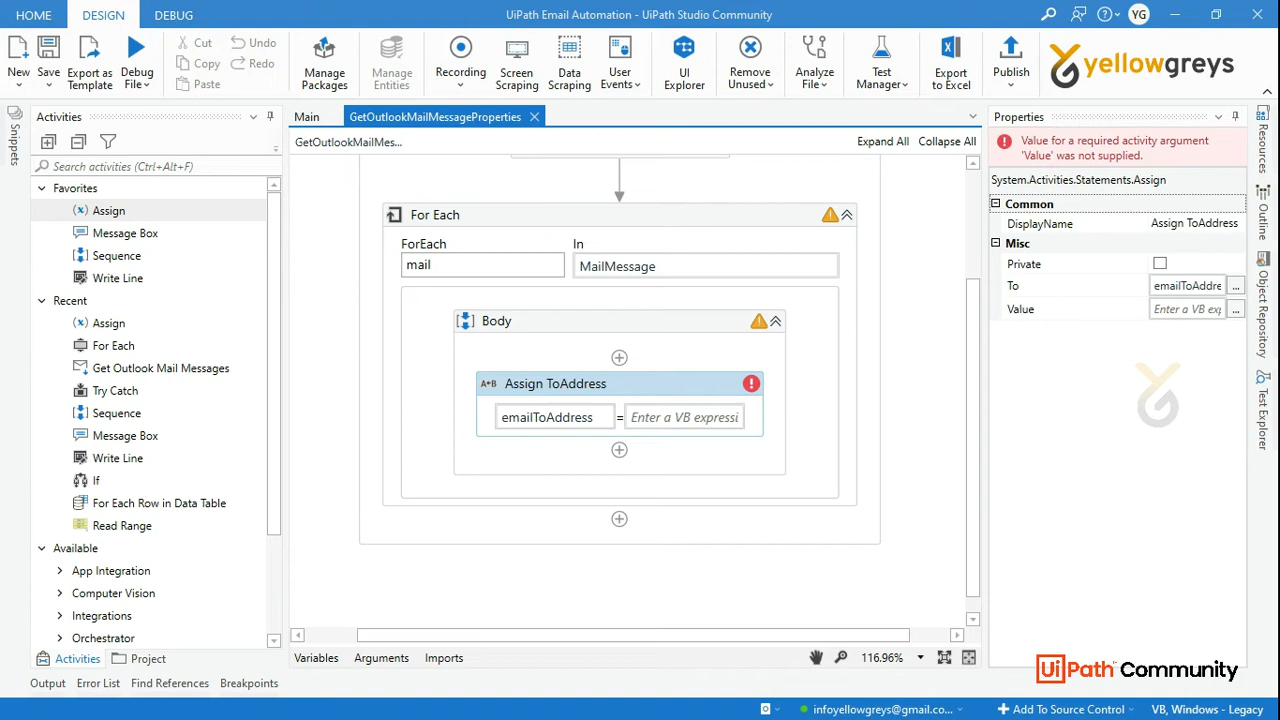 HOME
DESIGN
DEBUG
UiPath Email Automation - UiPath Studio Community
YG
New
Save
Export as Template
Debug File
Cut
Copy
Paste
Undo
Redo
Manage Packages
Manage Entities
Recording
Screen Scraping
Data Scraping
User Events
UI Explorer
Remove Unused
Analyze File
Test Manager
Export to Excel
Publish
yellowgreys
Snippets
Activities
Search activities (Ctrl+Alt+F)
Favorites
Assign
Message Box
Sequence
Write Line
Recent
Assign
For Each
Get Outlook Mail Messages
Try Catch
Sequence
Message Box
Write Line
If
For Each Row in Data Table
Read Range
Available
App Integration
Computer Vision
Integrations
Orchestrator
Activities
Project
Main
GetOutlookMailMessageProperties
GetOutlookMailMes...
Expand All
Collapse All
For Each
ForEach
In
mail
MailMessage
Body
A+B Assign ToAddress
emailToAddress = Enter a VB expressi
Variables
Arguments
Imports
116.96%
Properties
Value for a required activity argument
'Value' was not supplied.
System.Activities.Statements.Assign
Common
DisplayName Assign ToAddress
Misc
Private
To emailToAddre ...
Value Enter a VB exp ...
Resources
Outline
Object Repository
Test Explorer
UiPath Community
Output
Error List
Find References
Breakpoints
infoyellowgreys@gmail.co...
Add To Source Control
VB, Windows - Legacy